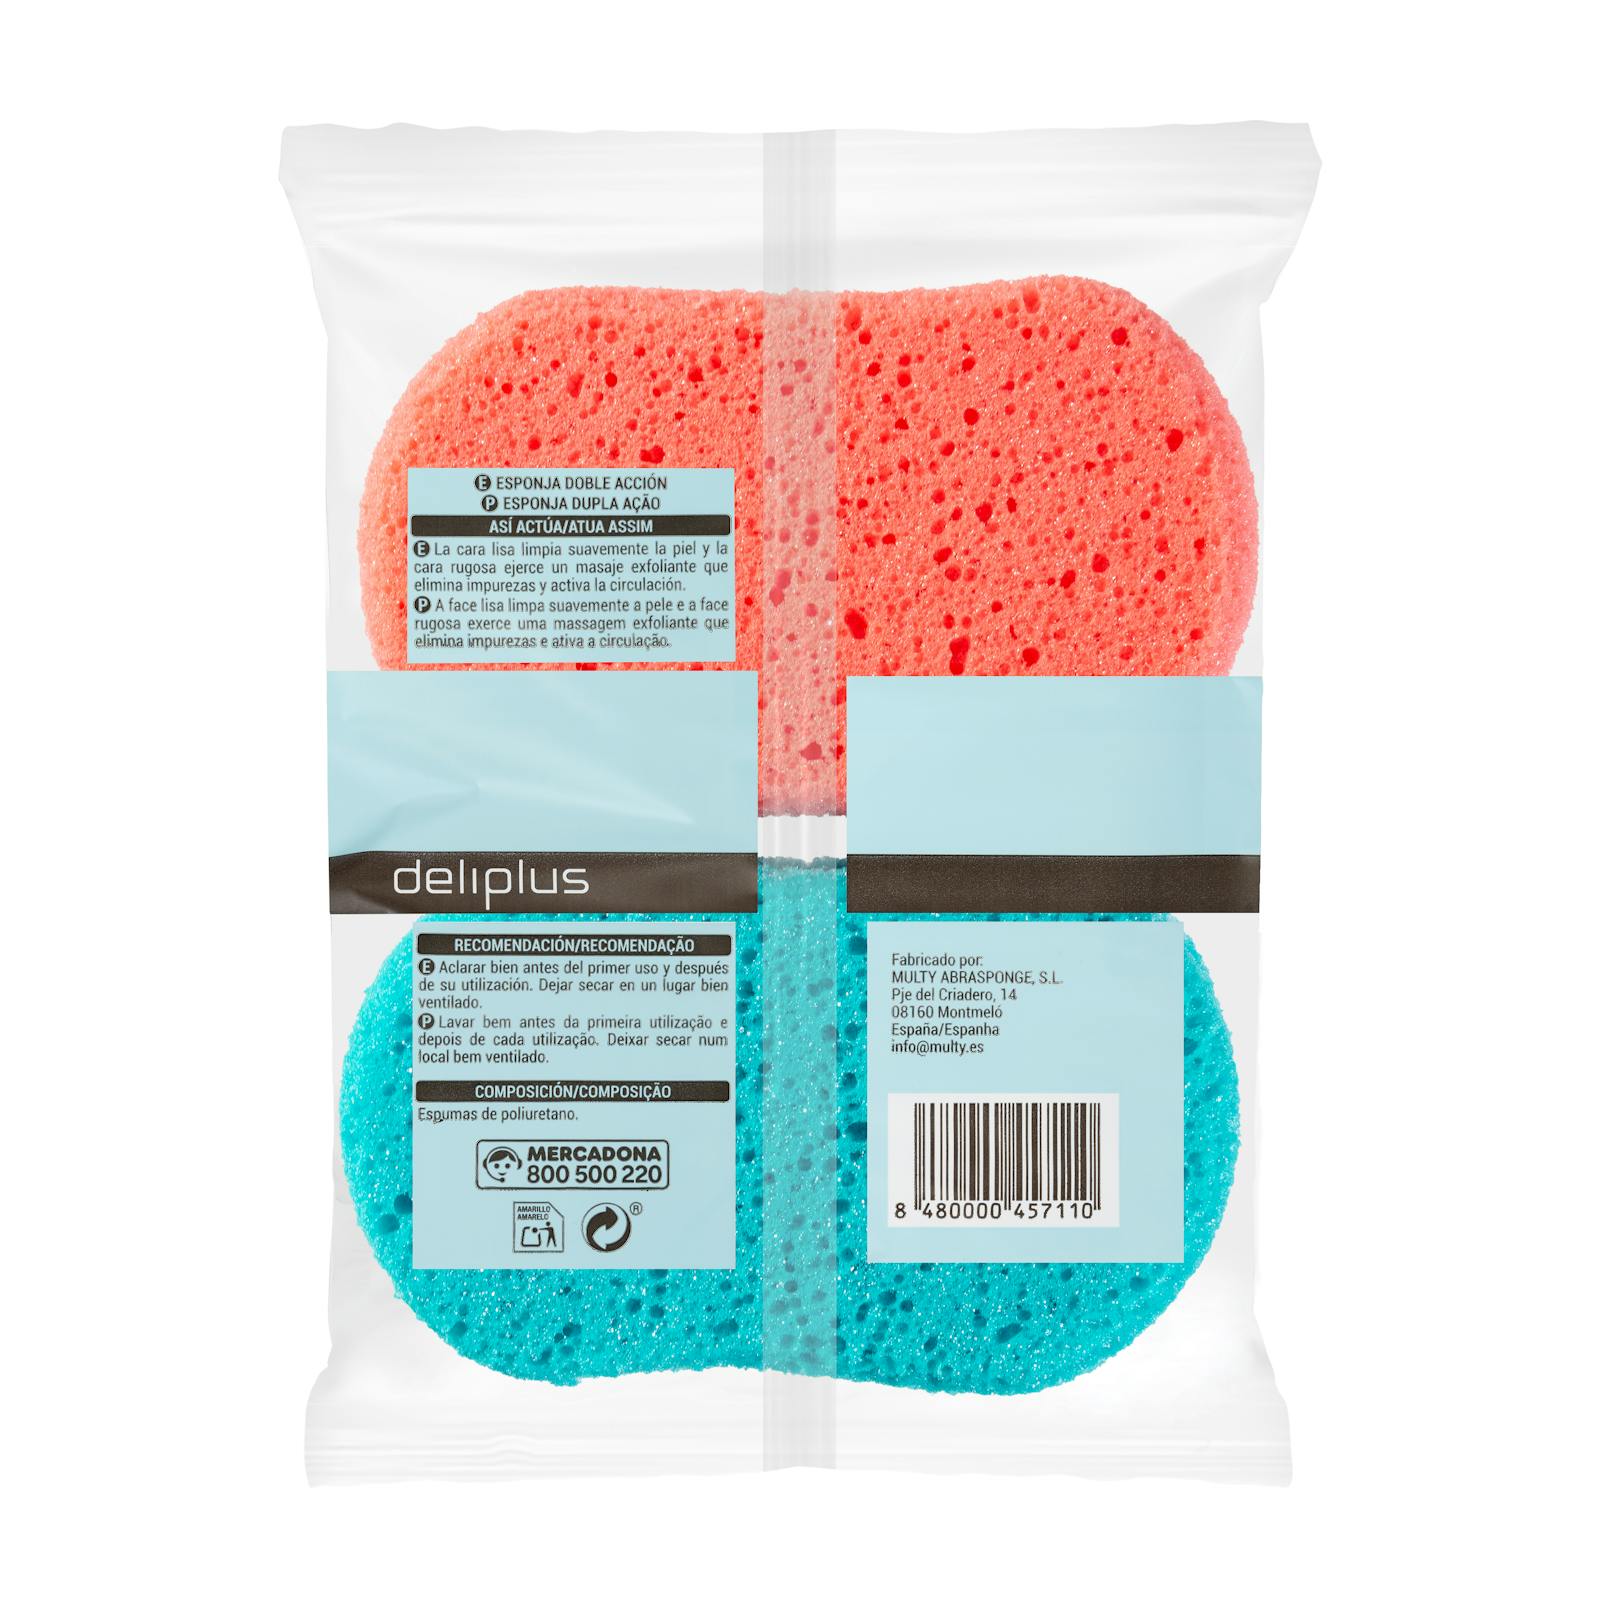 E ESPONJA DOBLE ACCIÓN
P ESPONJA DUPLA AÇÃO
ASÍ ACTÚA/ATUA ASSIM
E La cara lisa limpia suavemente la piel y la
cara rugosa ejerce un masaje exfoliante que
elimina impurezas y activa la circulación.
P A face lisa limpa suavemente a pele e a face
rugosa exerce uma massagem exfoliante que
elimina impurezas e ativa a circulação.
deliplus
RECOMENDACIÓN/RECOMENDAÇÃO
E Aclarar bien antes del primer uso y después
de su utilización. Dejar secar en un lugar bien
ventilado.
P Lavar bem antes da primeira utilização e
depois de cada utilização. Deixar secar num
local bem ventilado.
COMPOSICIÓN/COMPOSIÇÃO
Espumas de poliuretano.
MERCADONA
800 500 220
AMARILLO
AMARELO
®
Fabricado por:
MULTY ABRASPONGE, S.L.
Pje del Criadero, 14
08160 Montmeló
España/Espanha
info@multy.es
8 480000 457110